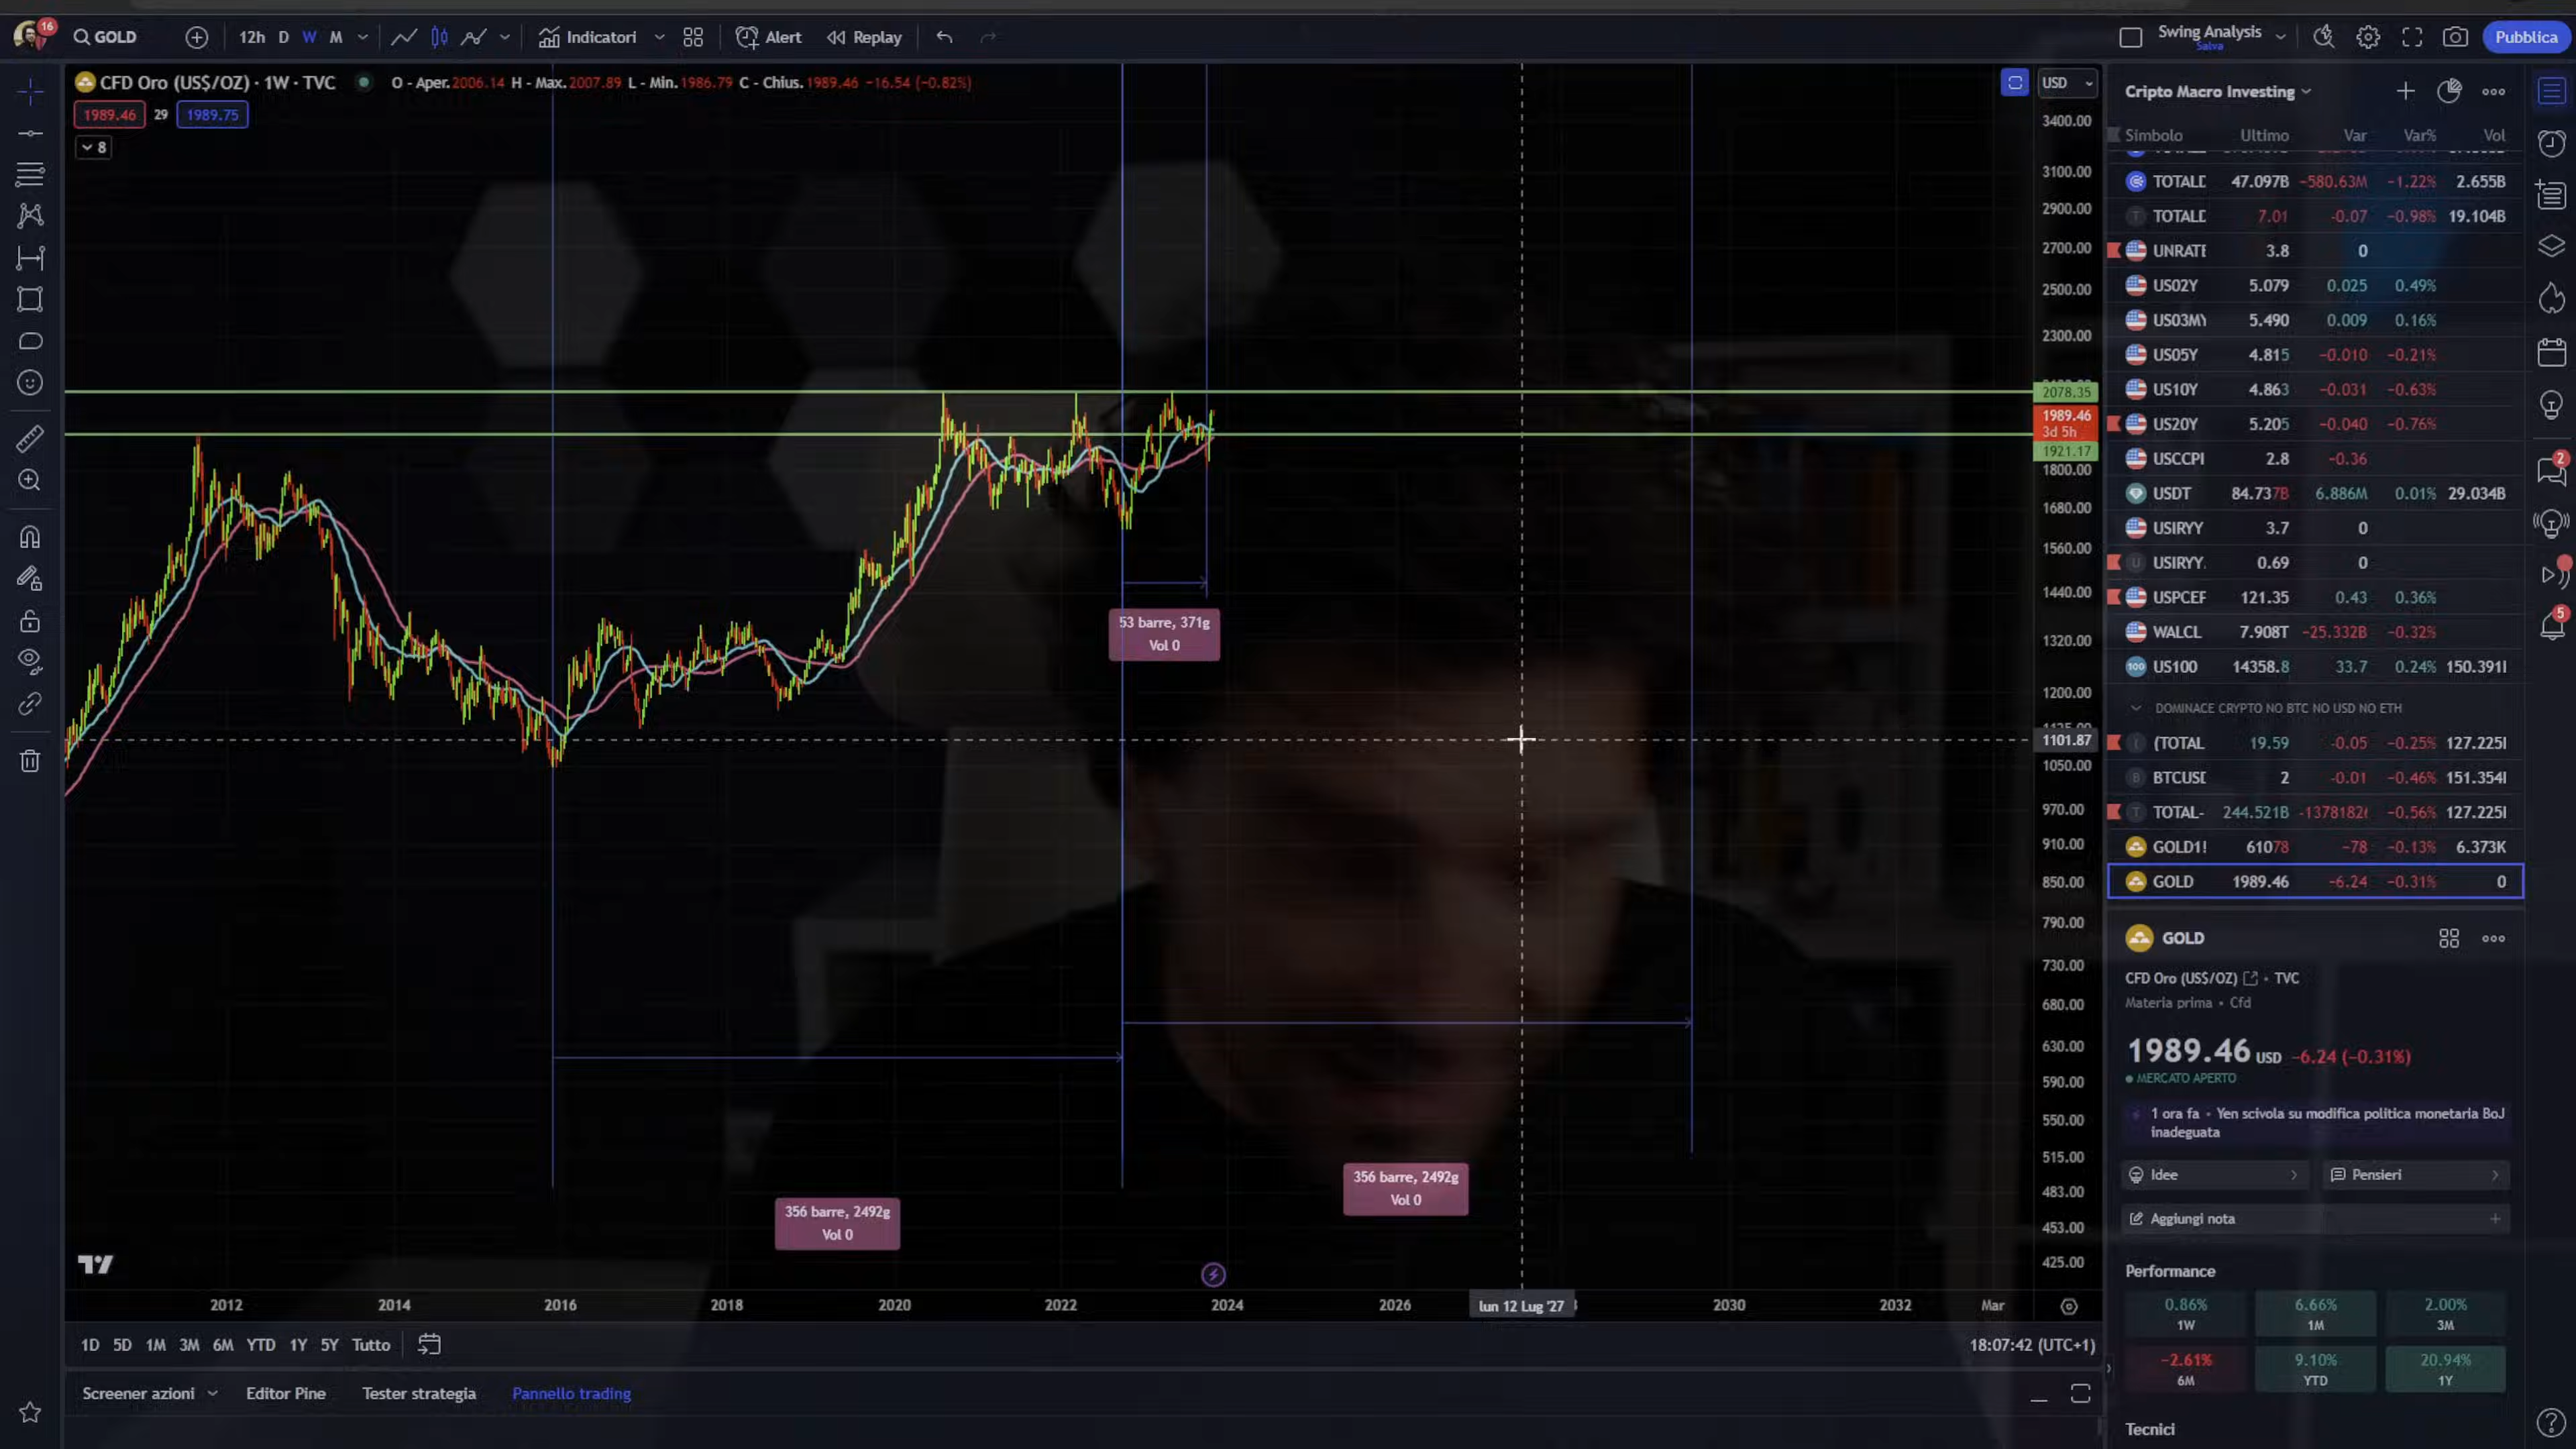 16
GOLD
12h D W M
Indicatori
Alert
Replay
Swing Analysis
Salva
Pubblica
CFD Oro (US$/OZ) · 1W · TVC
O - Aper.2006.14 H - Max.2007.89 L - Min.1986.79 C - Chius.1989.46 −16.54 (−0.82%)
1989.46 29 1989.75
8
USD
3400.00
3100.00
2900.00
2700.00
2500.00
2300.00
2078.35
1989.46
3d 5h
1921.17
1800.00
1680.00
1560.00
1440.00
1320.00
1200.00
1101.87
1050.00
970.00
910.00
850.00
790.00
730.00
680.00
630.00
590.00
550.00
515.00
483.00
453.00
425.00
53 barre, 371g
Vol 0
356 barre, 2492g
Vol 0
356 barre, 2492g
Vol 0
2012 2014 2016 2018 2020 2022 2024 2026 lun 12 Lug '27 2030 2032 Mar
1D 5D 1M 3M 6M YTD 1Y 5Y Tutto
18:07:42 (UTC+1)
Screener azioni Editor Pine Tester strategia Pannello trading
Cripto Macro Investing
Simbolo Ultimo Var Var% Vol
TOTALD 47.097B −580.63M −1.22% 2.655B
TOTALD 7.01 −0.07 −0.98% 19.104B
UNRATE 3.8 0
US02Y 5.079 0.025 0.49%
US03MY 5.490 0.009 0.16%
US05Y 4.815 −0.010 −0.21%
US10Y 4.863 −0.031 −0.63%
US20Y 5.205 −0.040 −0.76%
USCCPI 2.8 −0.36
USDT 84.737B 6.886M 0.01% 29.034B
USIRYY 3.7 0
USIRYY. 0.69 0
USPCEF 121.35 0.43 0.36%
WALCL 7.908T −25.332B −0.32%
US100 14358.8 33.7 0.24% 150.391I
DOMINACE CRYPTO NO BTC NO USD NO ETH
(TOTAL 19.59 −0.05 −0.25% 127.225I
BTCUSD 2 −0.01 −0.46% 151.354I
TOTAL- 244.521B −0.56% 127.225I
GOLD1! 61078 −78 −0.13% 6.373K
GOLD 1989.46 −6.24 −0.31% 0
GOLD
CFD Oro (US$/OZ) · TVC
Materia prima • Cfd
1989.46 USD −6.24 (−0.31%)
MERCATO APERTO
1 ora fa • Yen scivola su modifica politica monetaria BoJ
inadeguata
Idee
Pensieri
Aggiungi nota
Performance
0.86% 6.66% 2.00%
1W 1M 3M
−2.61% 9.10% 20.94%
6M YTD 1Y
Tecnici
2
5